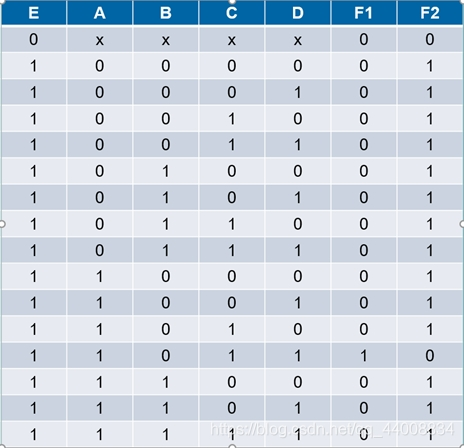 E A B C D F1 F2
0 x x x x 0 0
1 0 0 0 0 0 1
1 0 0 0 1 0 1
1 0 0 1 0 0 1
1 0 0 1 1 0 1
1 0 1 0 0 0 1
1 0 1 0 1 0 1
1 0 1 1 0 0 1
1 0 1 1 1 0 1
1 1 0 0 0 0 1
1 1 0 0 1 0 1
1 1 0 1 0 0 1
1 1 0 1 1 1 0
1 1 1 0 0 0 1
1 1 1 0 1 0 1
1 1 1 1 0 0 1
https://blog.csdn.net/qq_44008334